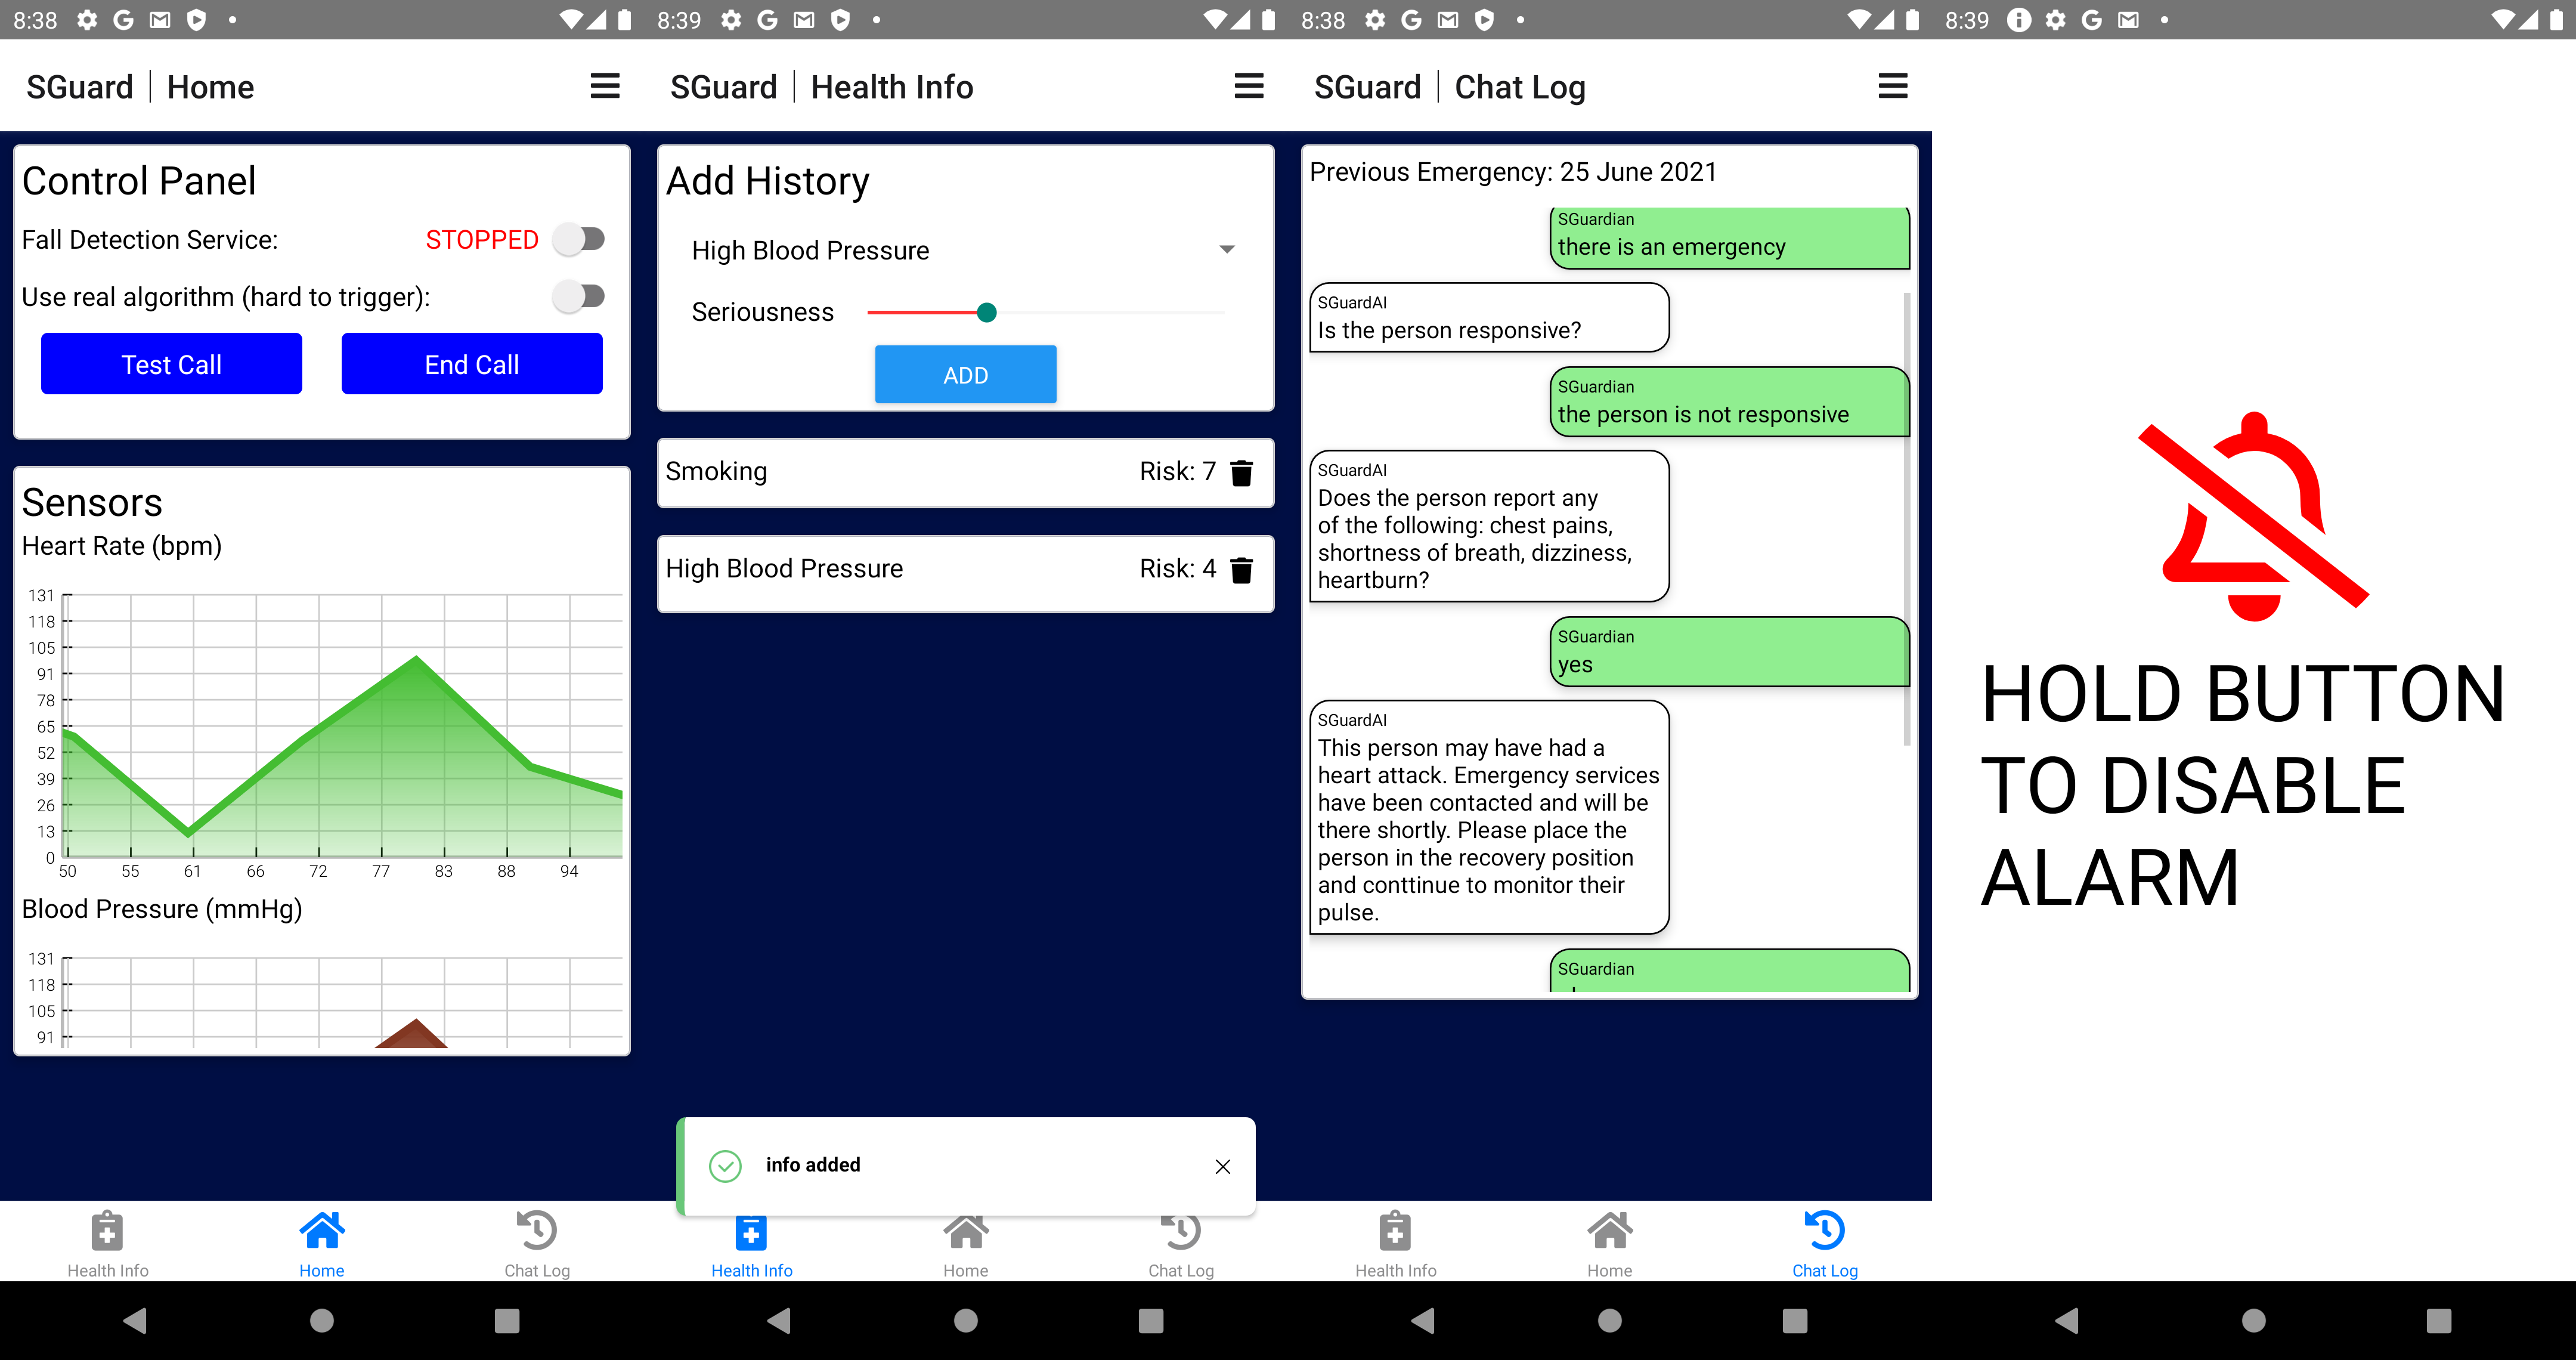 8:38
SGuard | Home
Control Panel
Fall Detection Service: STOPPED
Use real algorithm (hard to trigger):
Test Call End Call
Sensors
Heart Rate (bpm)
131
118
105
91
78
65
52
39
26
13
0
50 55 61 66 72 77 83 88 94
Blood Pressure (mmHg)
131
118
105
91
Health Info Home Chat Log
8:39
SGuard | Health Info
Add History
High Blood Pressure
Seriousness
ADD
Smoking Risk: 7
High Blood Pressure Risk: 4
info added
Health Info Home Chat Log
8:38
SGuard | Chat Log
Previous Emergency: 25 June 2021
SGuardian
there is an emergency
SGuardAI
Is the person responsive?
SGuardian
the person is not responsive
SGuardAI
Does the person report any
of the following: chest pains,
shortness of breath, dizziness,
heartburn?
SGuardian
yes
SGuardAI
This person may have had a
heart attack. Emergency services
have been contacted and will be
there shortly. Please place the
person in the recovery position
and conttinue to monitor their
pulse.
SGuardian
Health Info Home Chat Log
8:39
HOLD BUTTON
TO DISABLE
ALARM